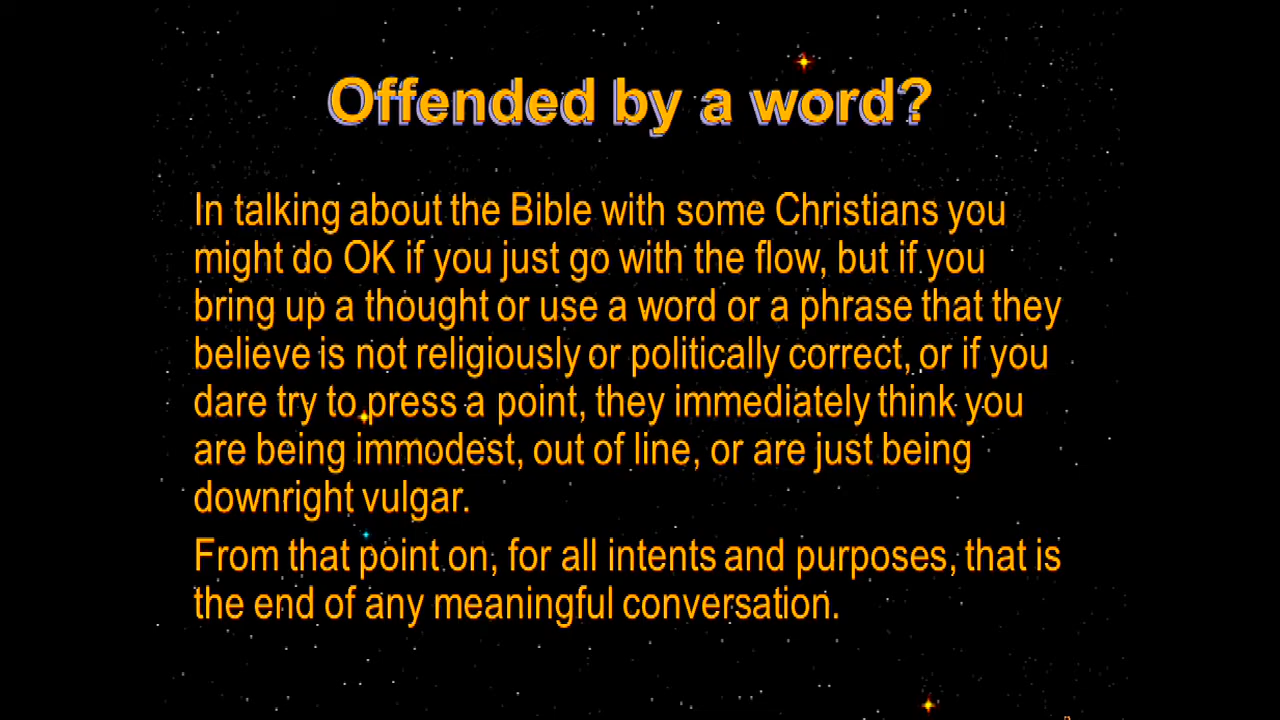 Offended by a word?
In talking about the Bible with some Christians you
might do OK if you just go with the flow, but if you
bring up a thought or use a word or a phrase that they
believe is not religiously or politically correct, or if you
dare try to press a point, they immediately think you
are being immodest, out of line, or are just being
downright vulgar.
From that point on, for all intents and purposes, that is
the end of any meaningful conversation.